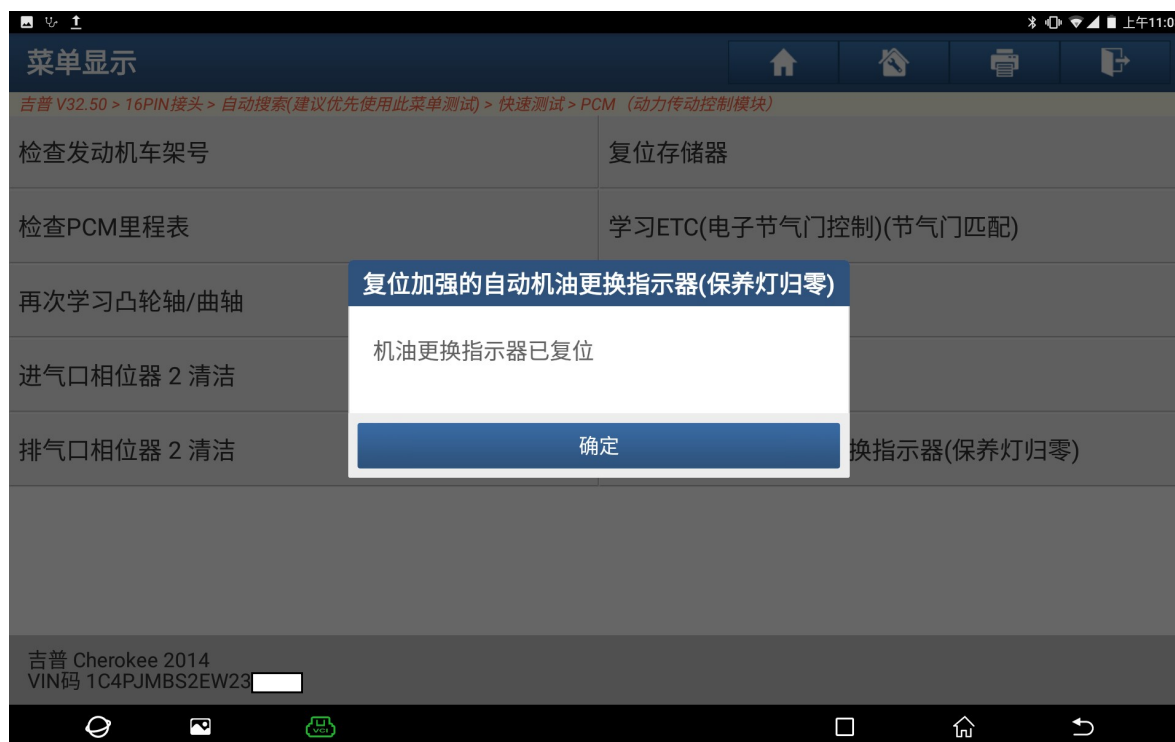 上午11:0
菜单显示
吉普 V32.50 > 16PIN接头 > 自动搜索(建议优先使用此菜单测试) > 快速测试 > PCM（动力传动控制模块）
检查发动机车架号
复位存储器
检查PCM里程表
学习ETC(电子节气门控制)(节气门匹配)
再次学习凸轮轴/曲轴
进气口相位器 2 清洁
排气口相位器 2 清洁
换指示器(保养灯归零)
复位加强的自动机油更换指示器(保养灯归零)
机油更换指示器已复位
确定
吉普 Cherokee 2014
VIN码 1C4PJMBS2EW23
VCI